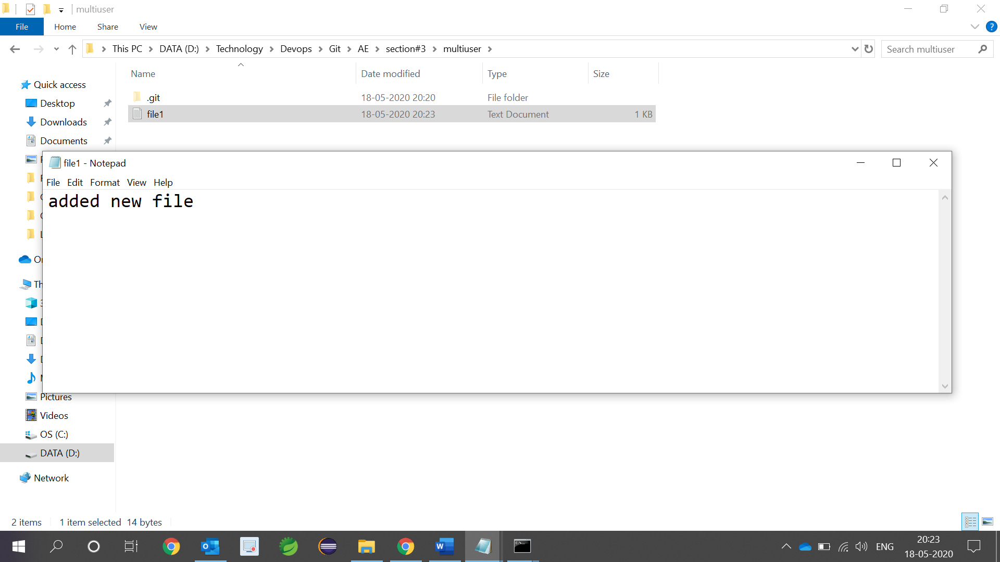 multiuser
File Home Share View
This PC DATA (D:) Technology Devops Git AE section#3 multiuser Search multiuser
Name Date modified Type Size
Quick access
.git 18-05-2020 20:20 File folder
Desktop
file1 18-05-2020 20:23 Text Document 1 KB
Downloads
Documents
file1 - Notepad
File Edit Format View Help
added new file
Pictures
Videos
OS (C:)
DATA (D:)
Network
2 items 1 item selected 14 bytes
ENG
20:23
18-05-2020